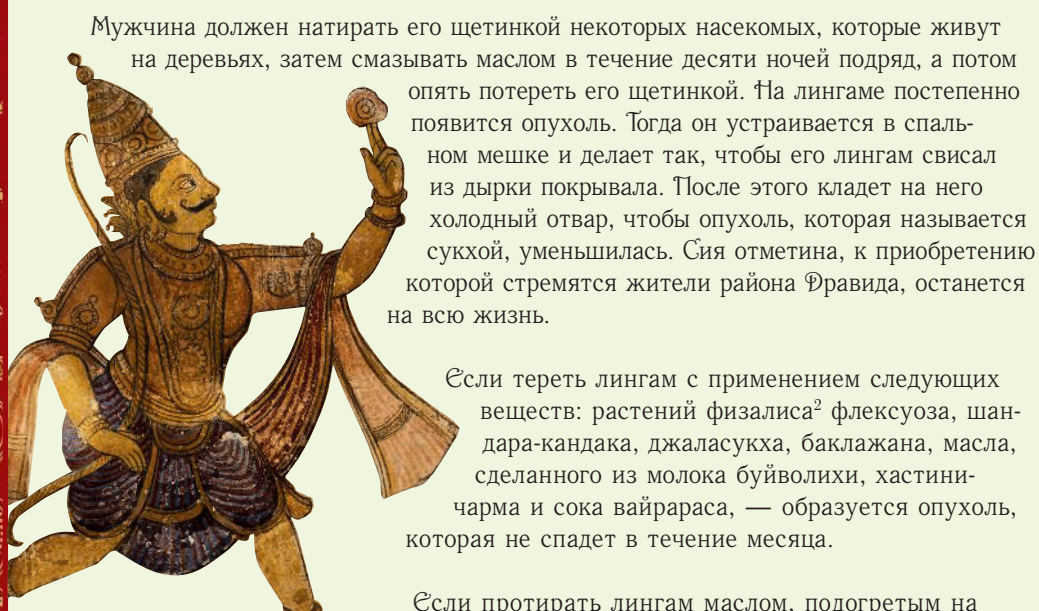 Мужчина должен натирать его щетинкой некоторых насекомых, которые живут
на деревьях, затем смазывать маслом в течение десяти ночей подряд, а потом
опять потереть его щетинкой. На лингаме постепенно
появится опухоль. Тогда он устраивается в спаль-
ном мешке и делает так, чтобы его лингам свисал
из дырки покрывала. После этого кладет на него
холодный отвар, чтобы опухоль, которая называется
сукхой, уменьшилась. Сия отметина, к приобретению
которой стремятся жители района Дравида, останется
на всю жизнь.
Если тереть лингам с применением следующих
веществ: растений физалиса² флексуоза, шан-
дара-кандака, джаласукха, баклажана, масла,
сделанного из молока буйволихи, хастини-
чарма и сока вайрараса, — образуется опухоль,
которая не спадет в течение месяца.
Если протирать лингам маслом, подогретым на